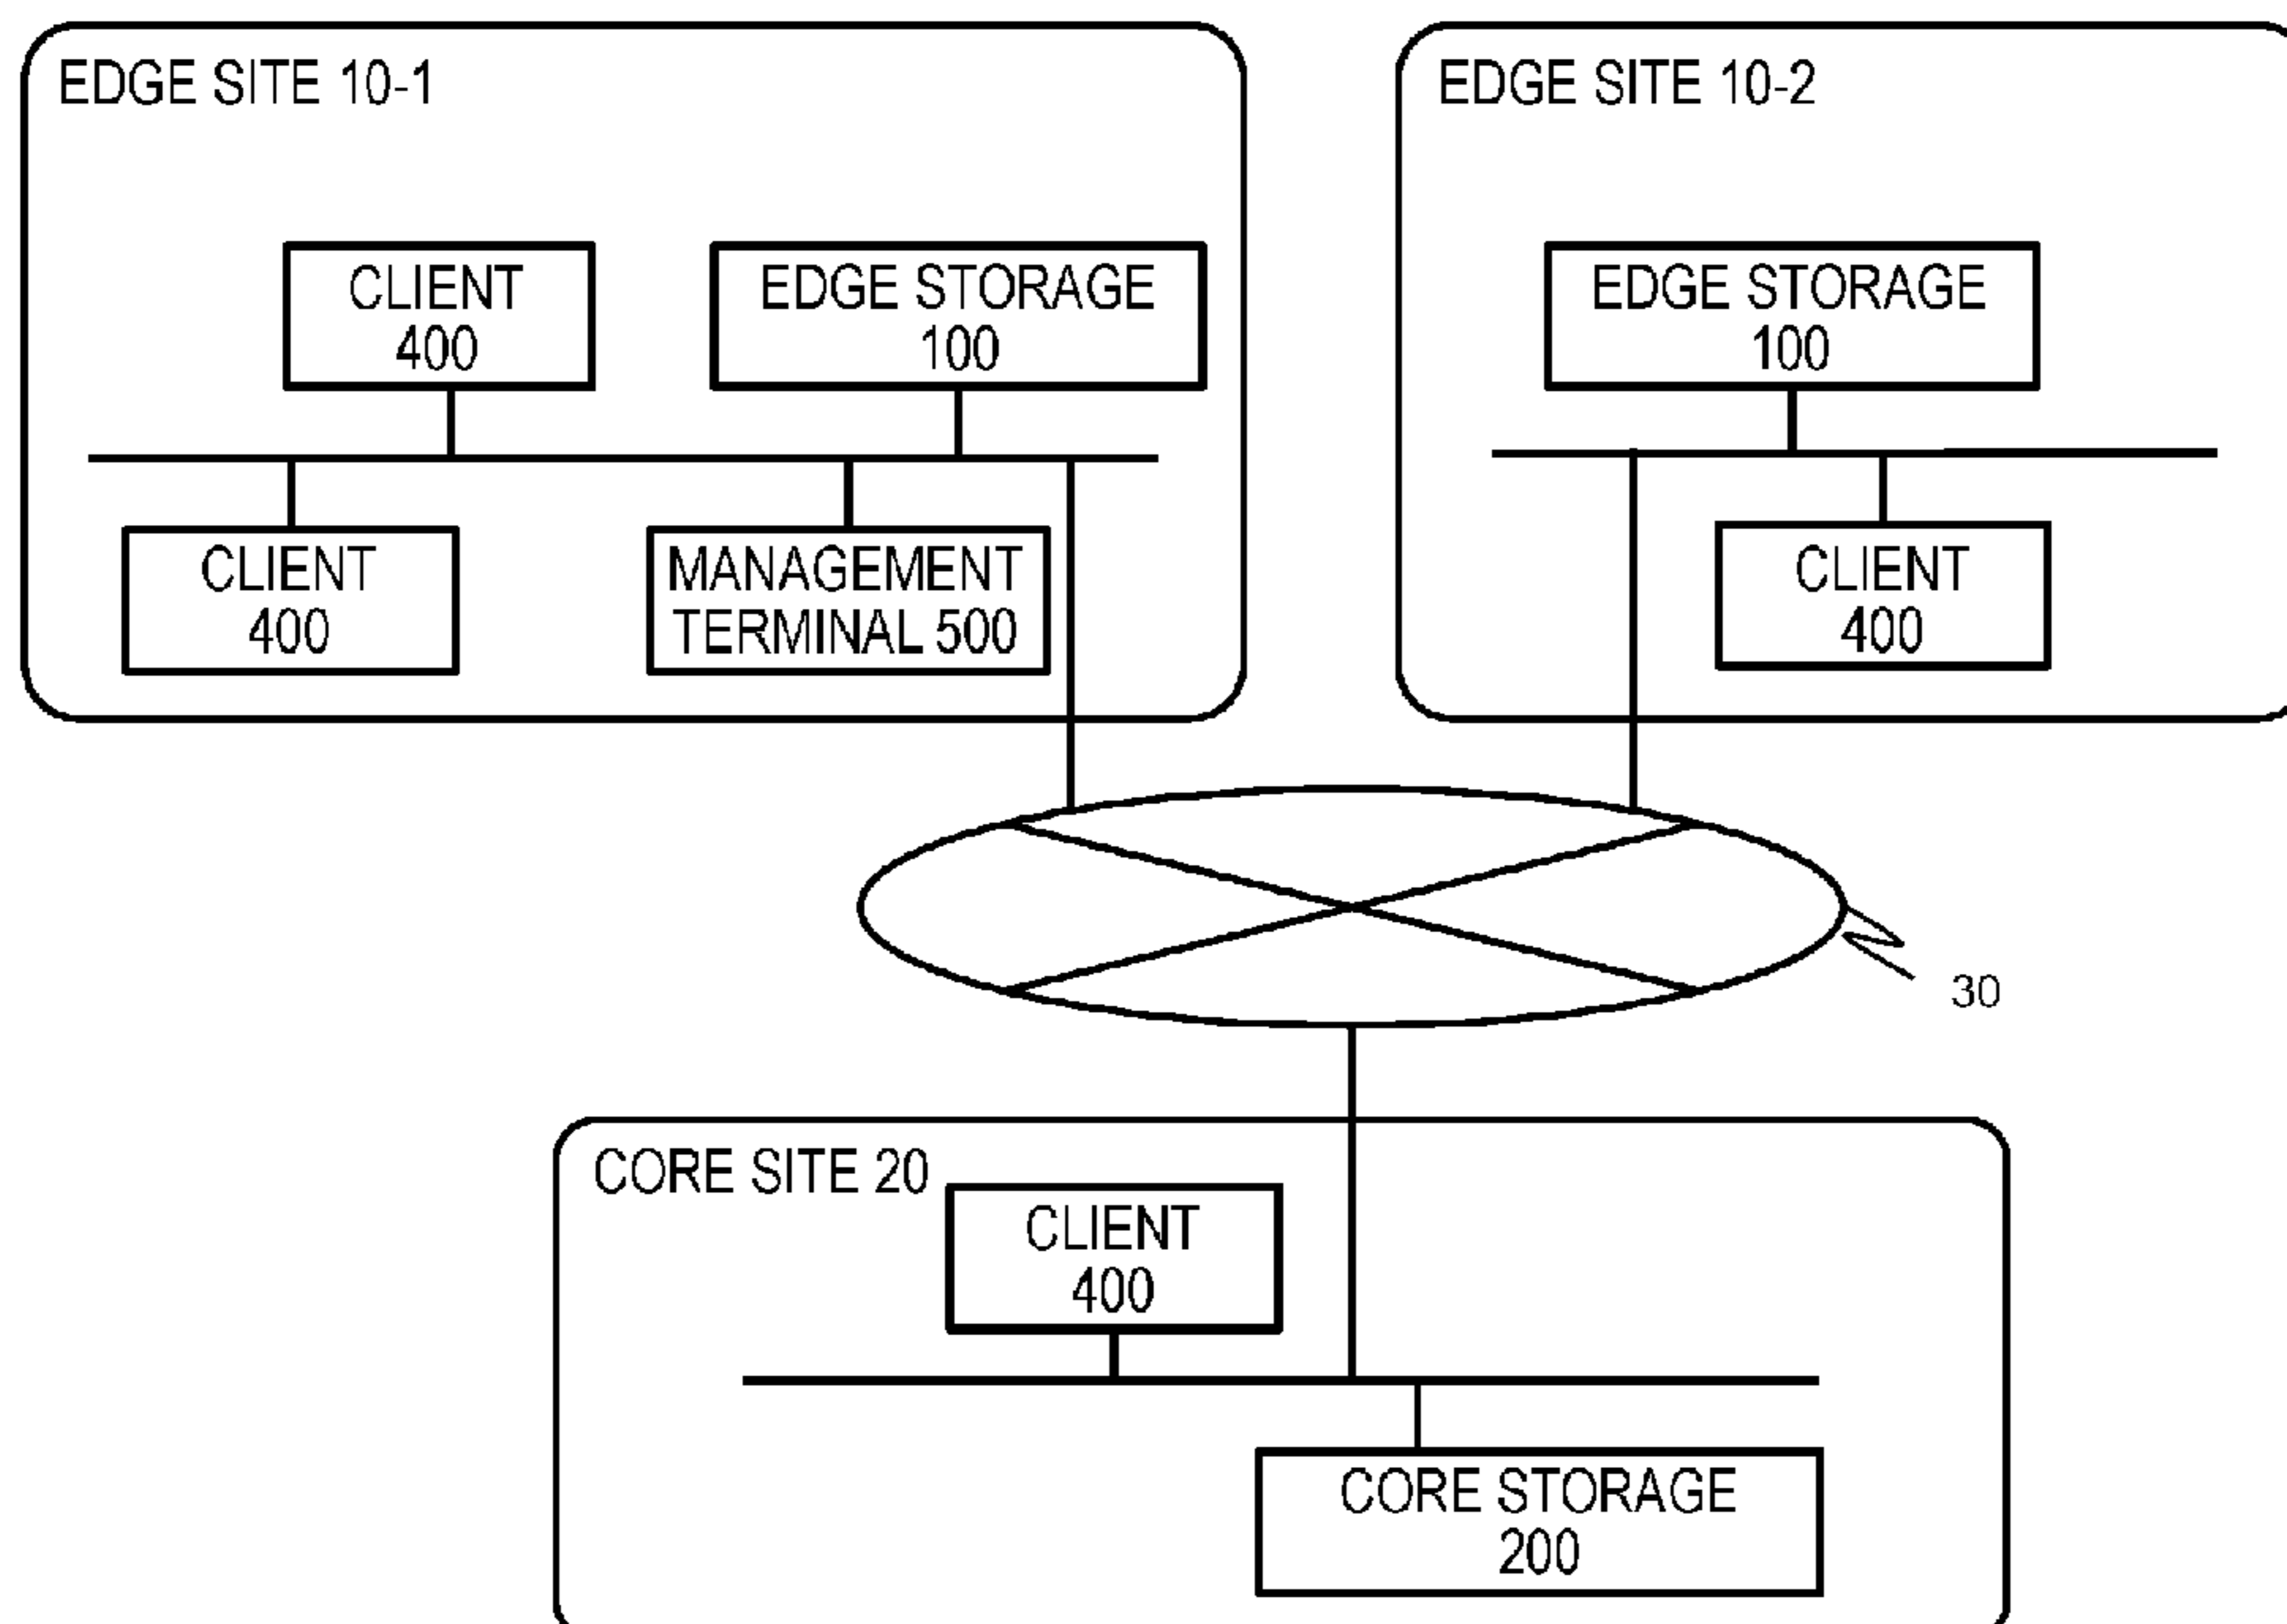 EDGE SITE 10-1
CLIENT
400
EDGE STORAGE
100
CLIENT
400
MANAGEMENT
TERMINAL 500
EDGE SITE 10-2
EDGE STORAGE
100
CLIENT
400
30
CORE SITE 20
CLIENT
400
CORE STORAGE
200